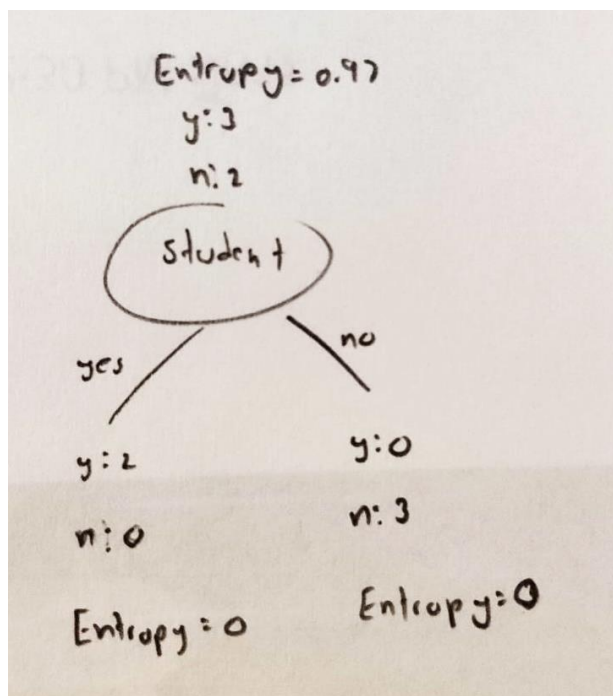 Entropy = 0.97
y: 3
n: 2
student
yes
no
y: 2
y: 0
n: 0
n: 3
Entropy = 0
Entropy = 0